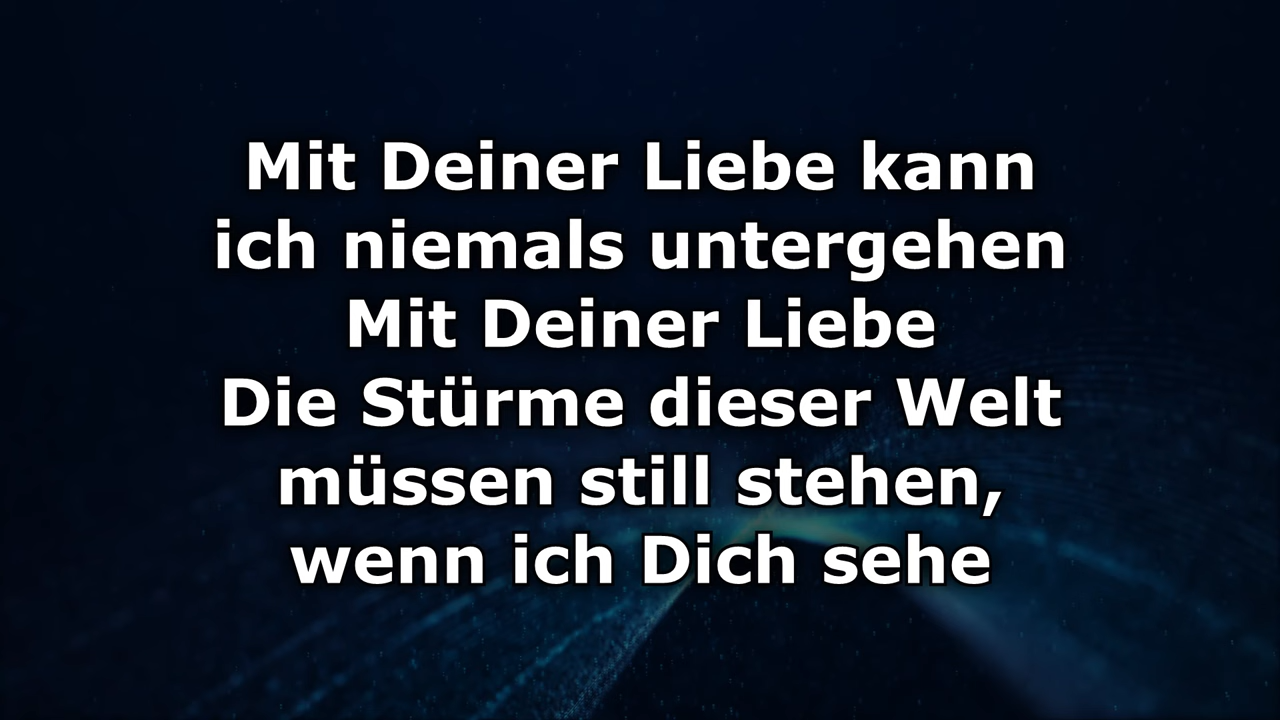 Mit Deiner Liebe kann
ich niemals untergehen
Mit Deiner Liebe
Die Stürme dieser Welt
müssen still stehen,
wenn ich Dich sehe